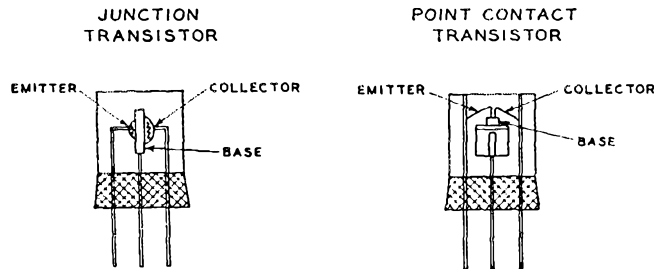 JUNCTION
TRANSISTOR
EMITTER
COLLECTOR
BASE
POINT CONTACT
TRANSISTOR
EMITTER
COLLECTOR
BASE